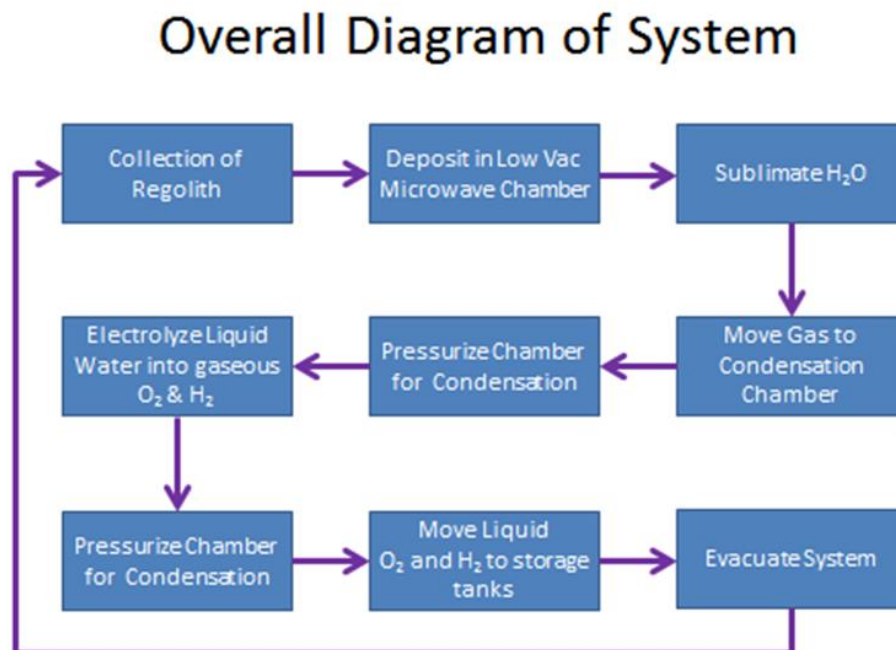 Overall Diagram of System
Collection of
Regolith
Deposit in Low Vac
Microwave Chamber
Sublimate H₂O
Move Gas to
Condensation
Chamber
Pressurize Chamber
for Condensation
Electrolyze Liquid
Water into gaseous
O₂ & H₂
Pressurize Chamber
for Condensation
Move Liquid
O₂ and H₂ to storage
tanks
Evacuate System